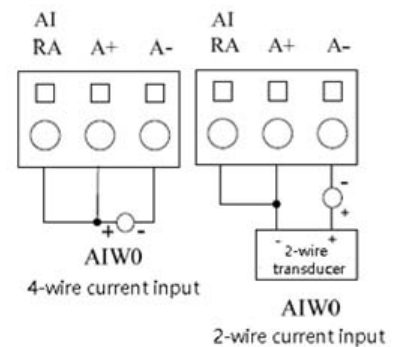 AI
RA A+ A-
+ -
AIW0
4-wire current input
AI
RA A+ A-
-
+
- +
2-wire
transducer
AIW0
2-wire current input